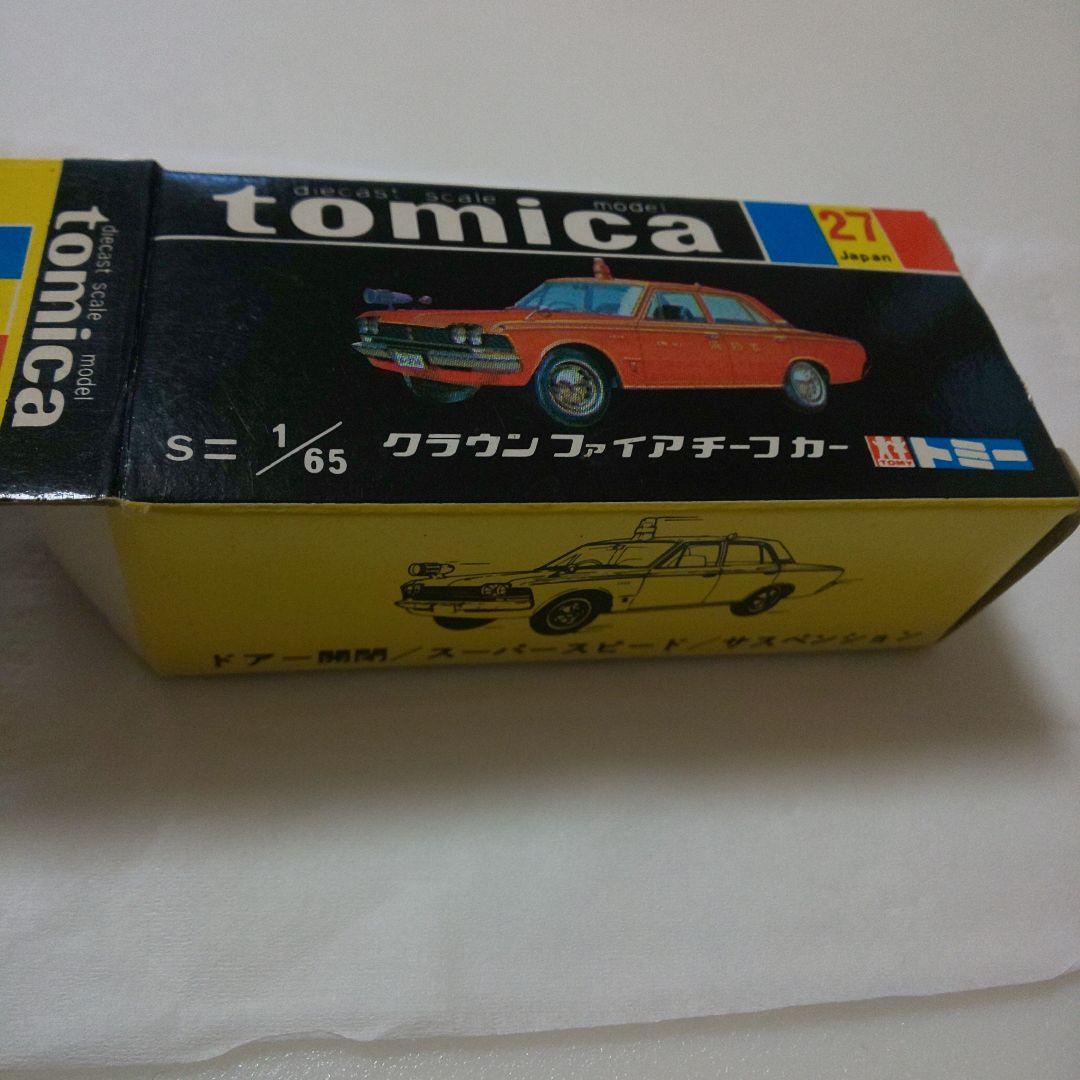 diecast scale model
tomica
27
Japan
S= 1/65 クラウン ファイアチーフ カー TOMY トミー
ドアー開閉/スーパースピード/サスペンション
diecast scale model
tomica